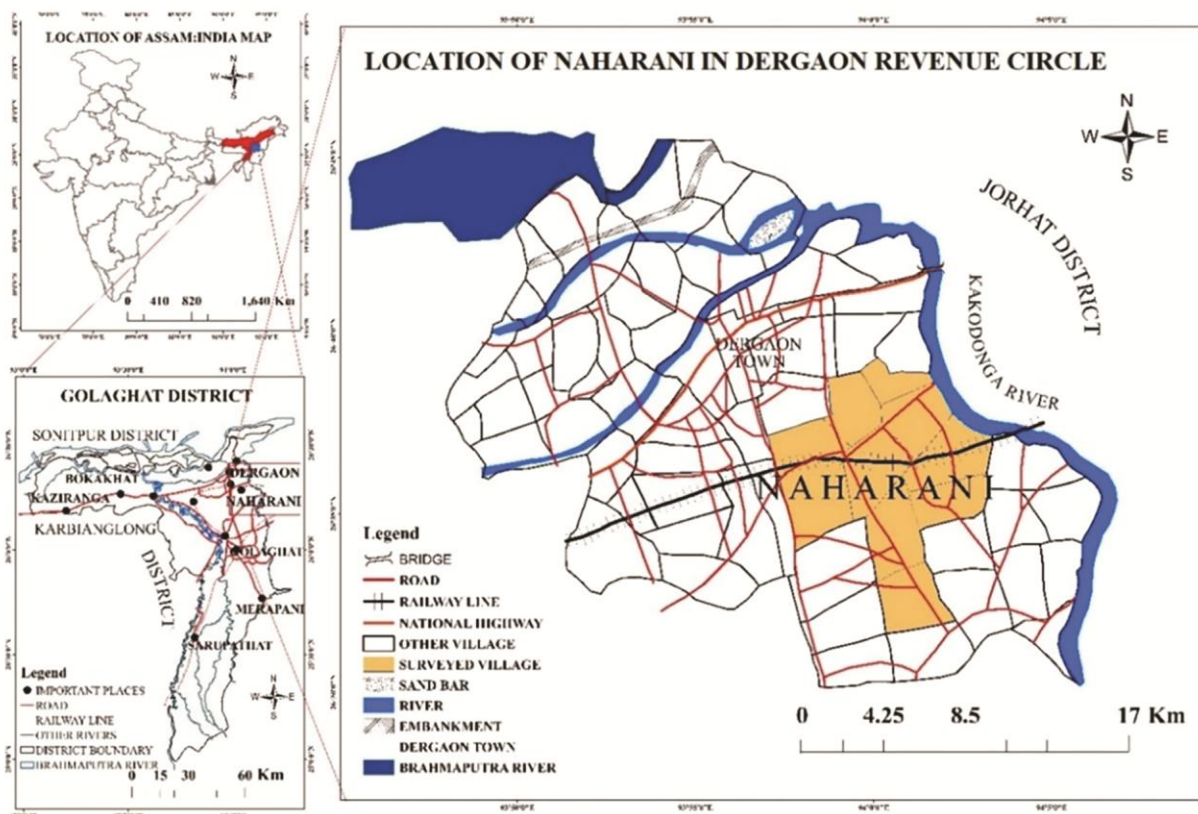 LOCATION OF ASSAM:INDIA MAP
N
W E
S
0 410 820 1,640 Km
GOLAGHAT DISTRICT
SONITPUR DISTRICT
BOKAKHAT
DERGAON
KAZIRANGA
NAHARANI
KARBIANGLONG
DISTRICT
GOLAGHAT
MERAPANI
SARUPATHAT
Legend
IMPORTANT PLACES
ROAD
RAILWAY LINE
OTHER RIVERS
DISTRICT BOUNDARY
BRAHMAPUTRA RIVER
N
W E
S
0 15 30 60 Km
LOCATION OF NAHARANI IN DERGAON REVENUE CIRCLE
N
W E
S
JORHAT DISTRICT
KAKODONGA RIVER
DERGAON
TOWN
NAHARANI
Legend
BRIDGE
ROAD
RAILWAY LINE
NATIONAL HIGHWAY
OTHER VILLAGE
SURVEYED VILLAGE
SAND BAR
RIVER
EMBANKMENT
DERGAON TOWN
BRAHMAPUTRA RIVER
0 4.25 8.5 17 Km